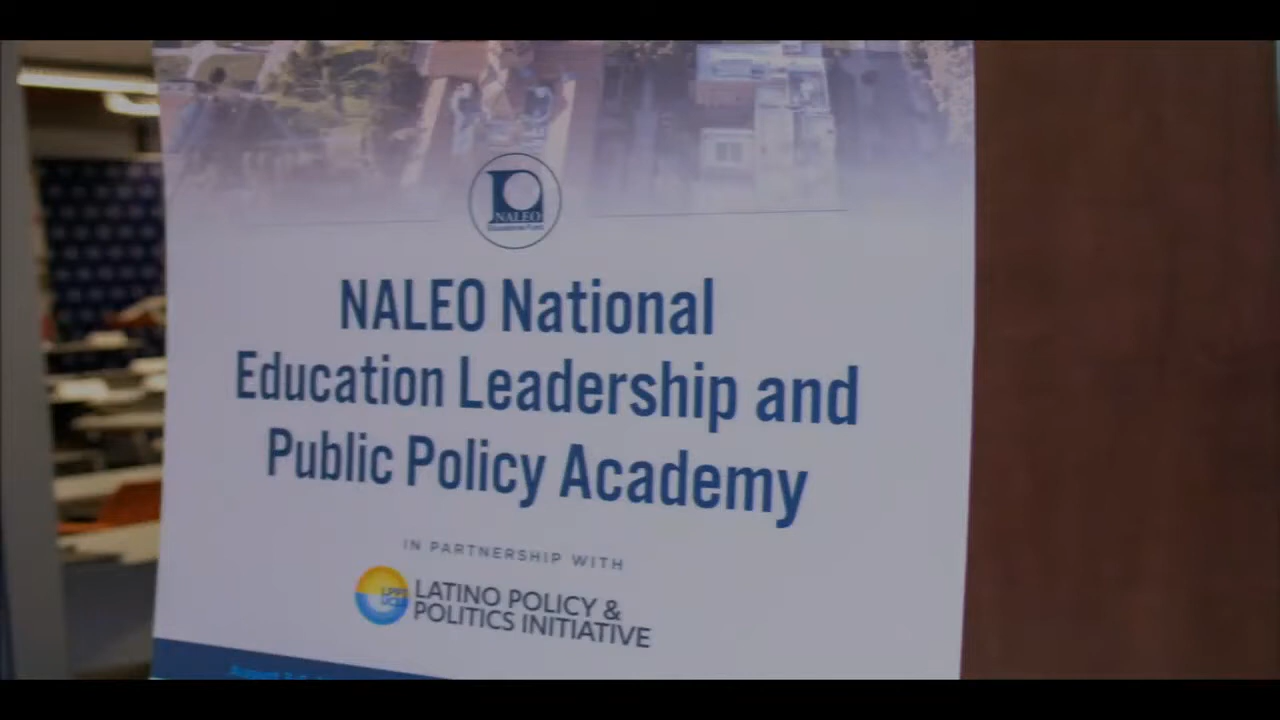 NALEO
NALEO National
Education Leadership and
Public Policy Academy
IN PARTNERSHIP WITH
LATINO POLICY &
POLITICS INITIATIVE